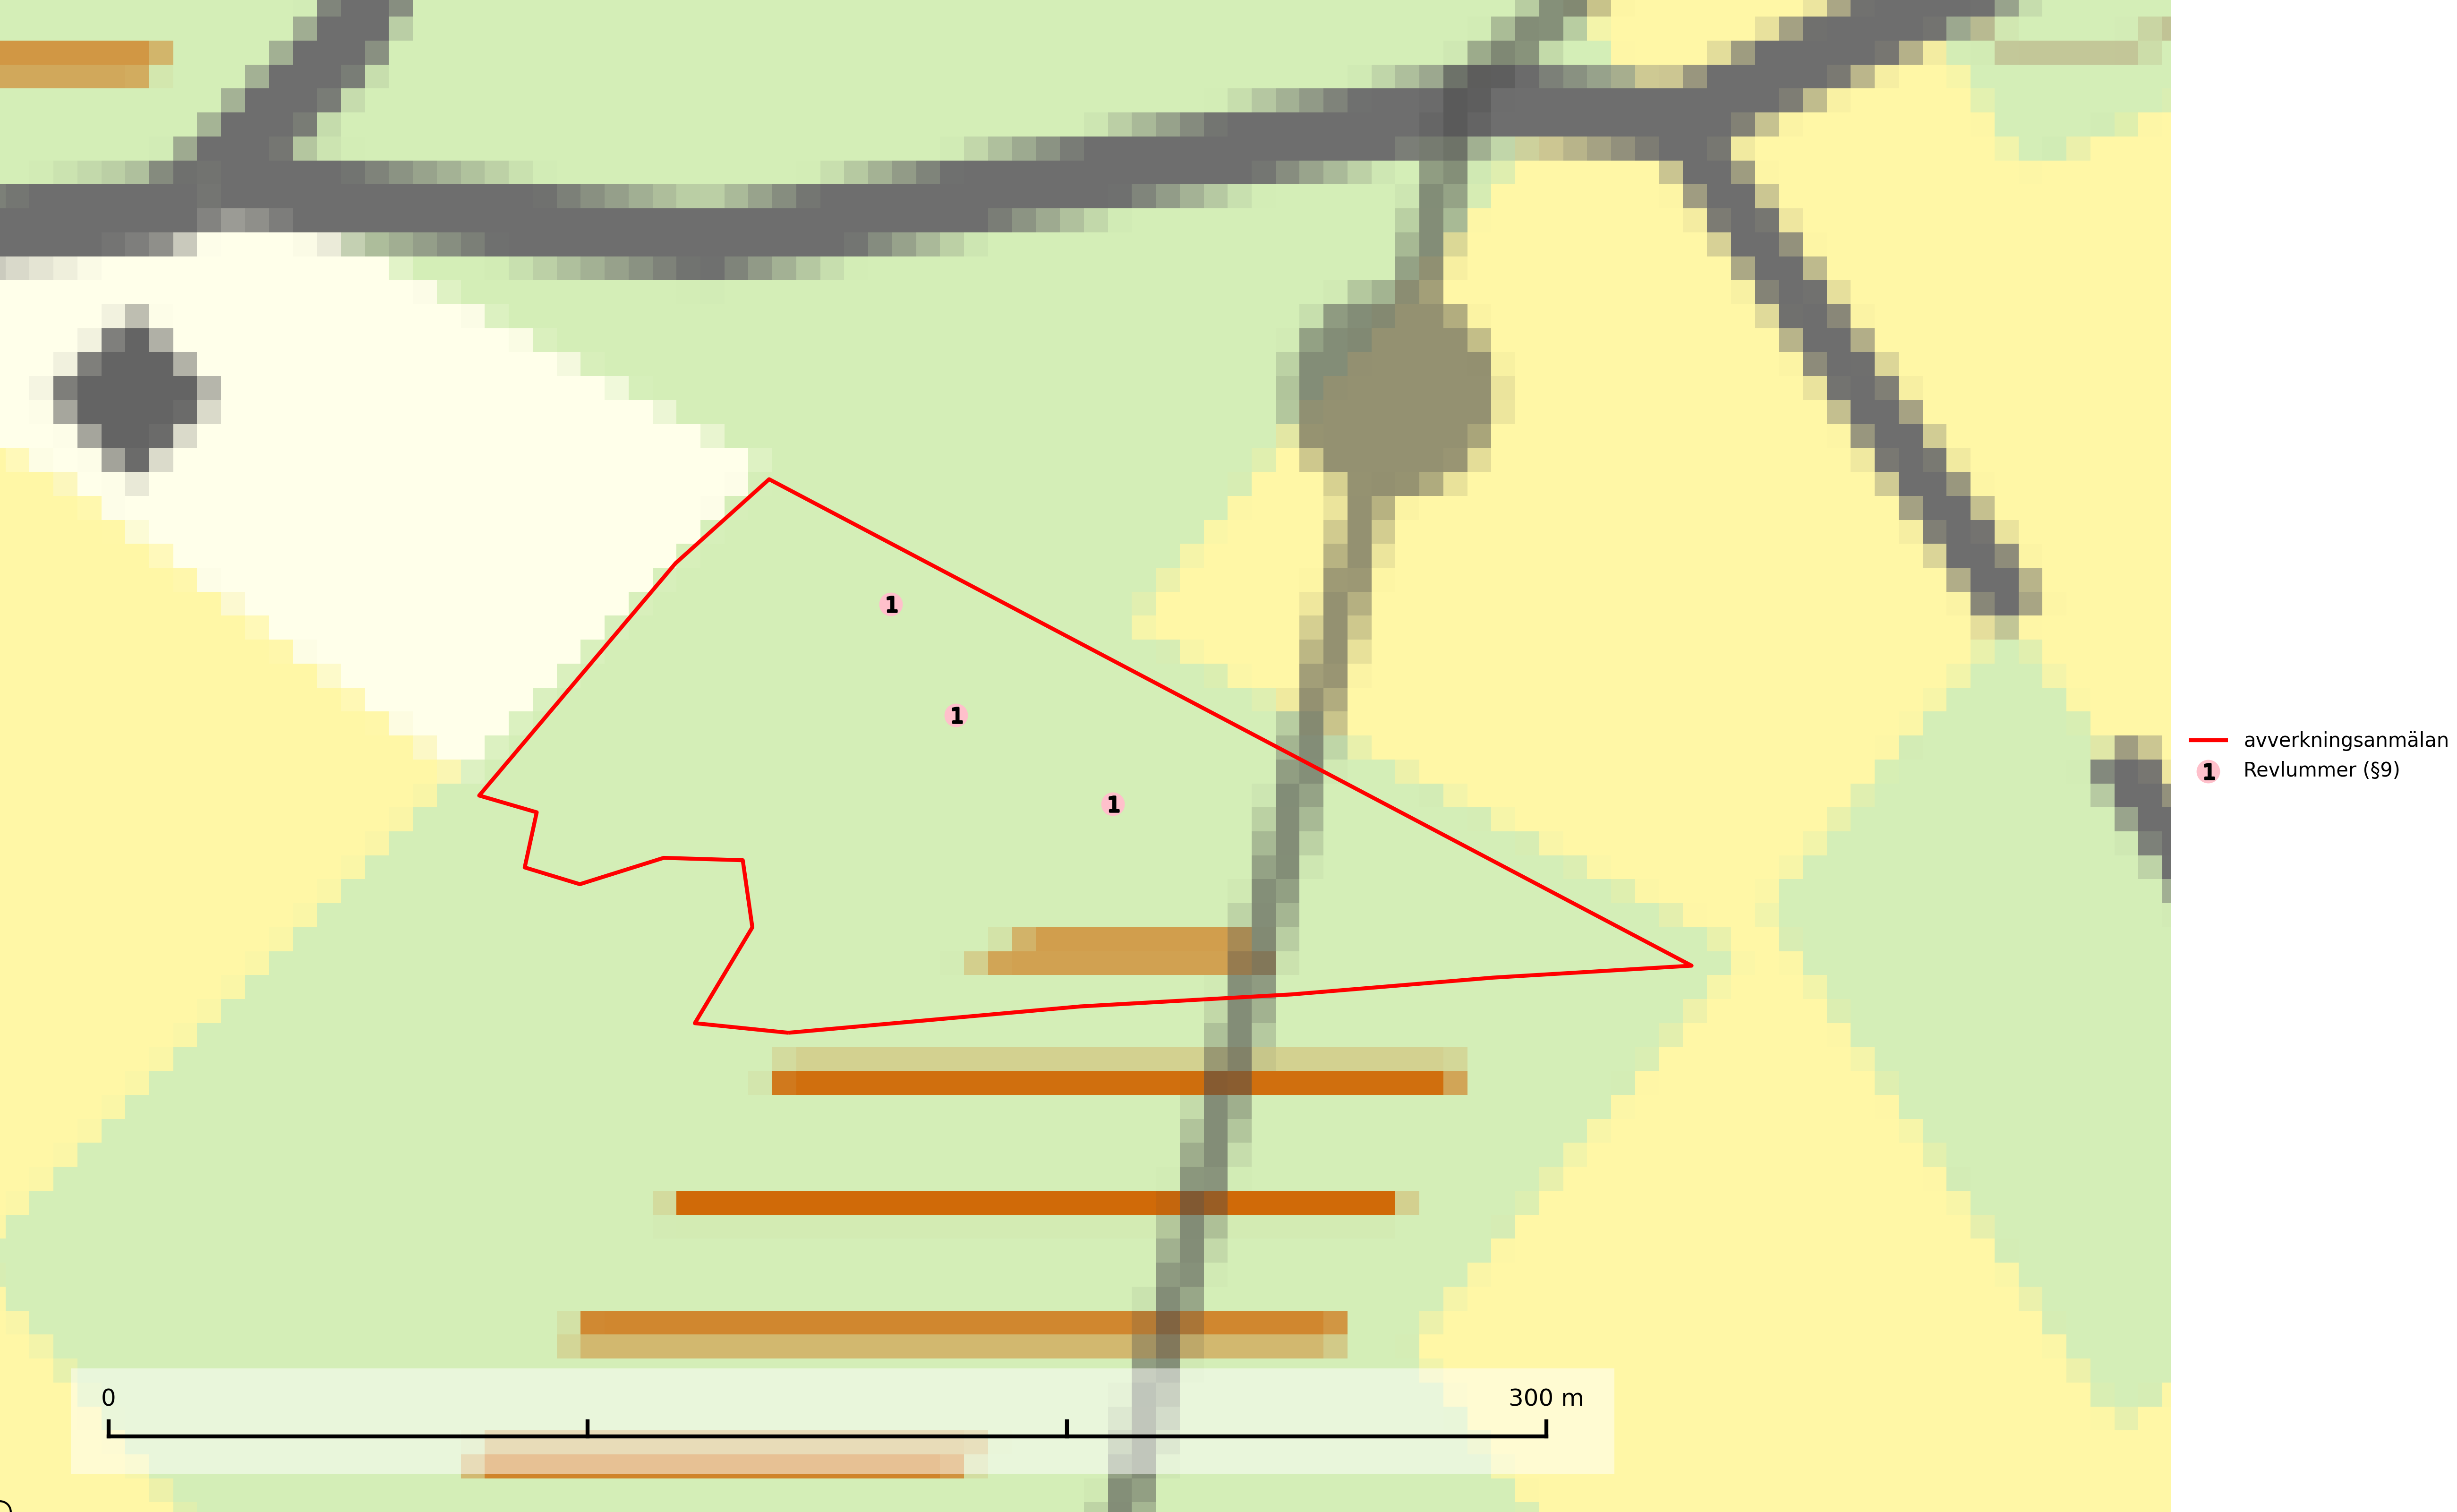 1
1
1
avverkningsanmälan
1 Revlummer (§9)
0 300 m